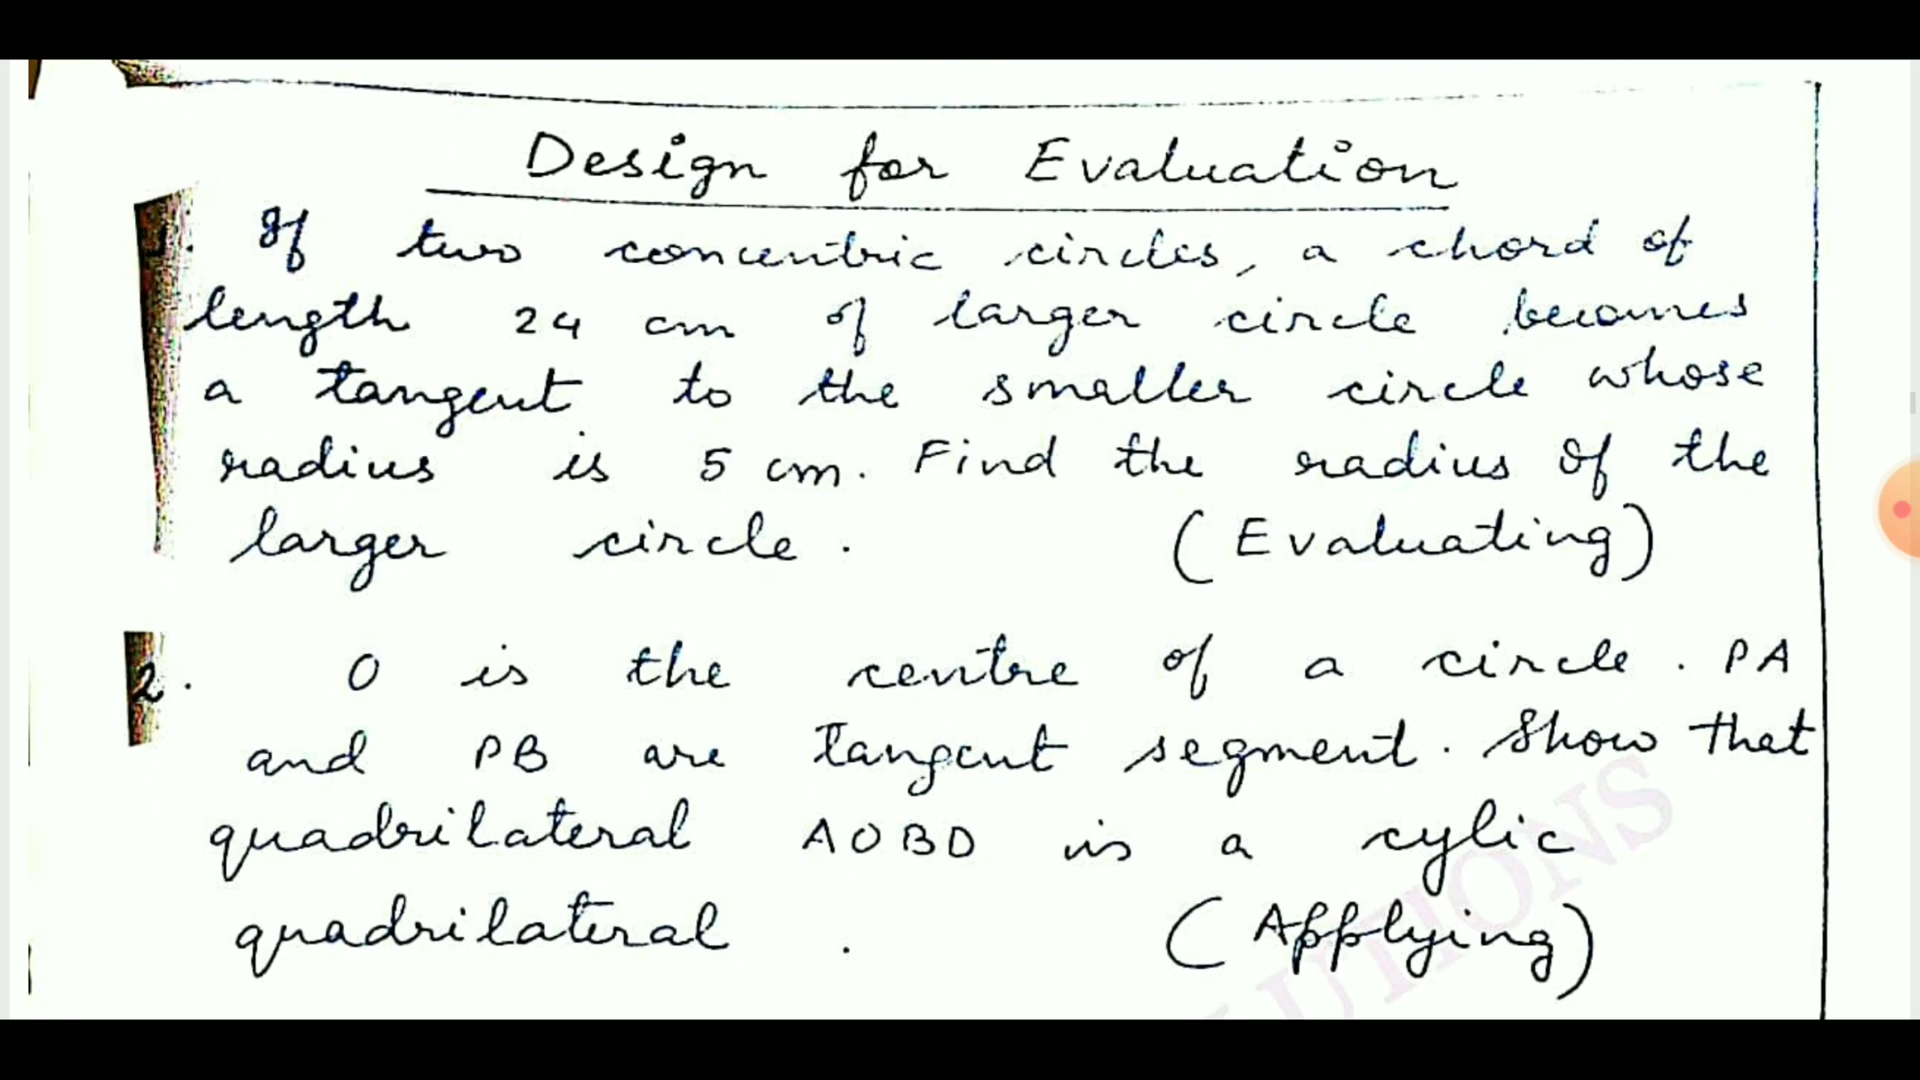 Design for Evaluation
If two concentric circles, a chord of
length 24 cm of larger circle becomes
a tangent to the smaller circle whose
radius is 5 cm. Find the radius of the
larger circle. (Evaluating)
2. O is the centre of a circle. PA
and PB are tangent segment. Show that
quadrilateral AOBD is a cylic
quadrilateral. (Applying)
LUTIONS